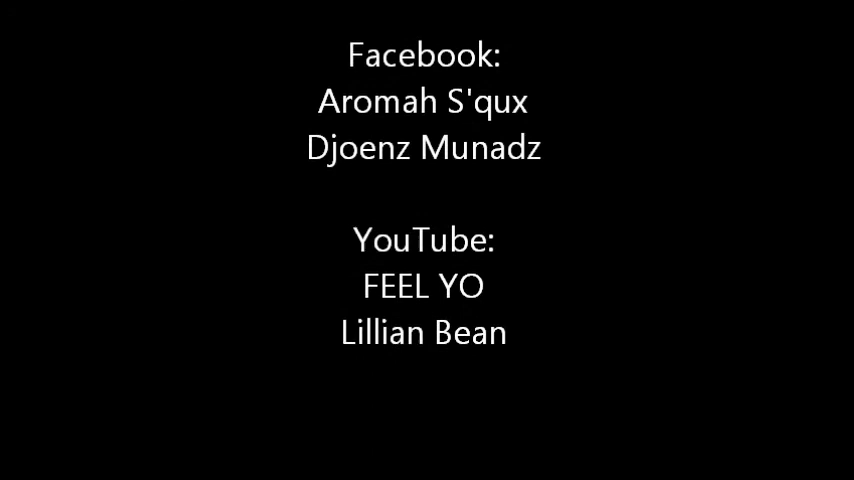 Facebook:
Aromah S'qux
Djoenz Munadz
YouTube:
FEEL YO
Lillian Bean